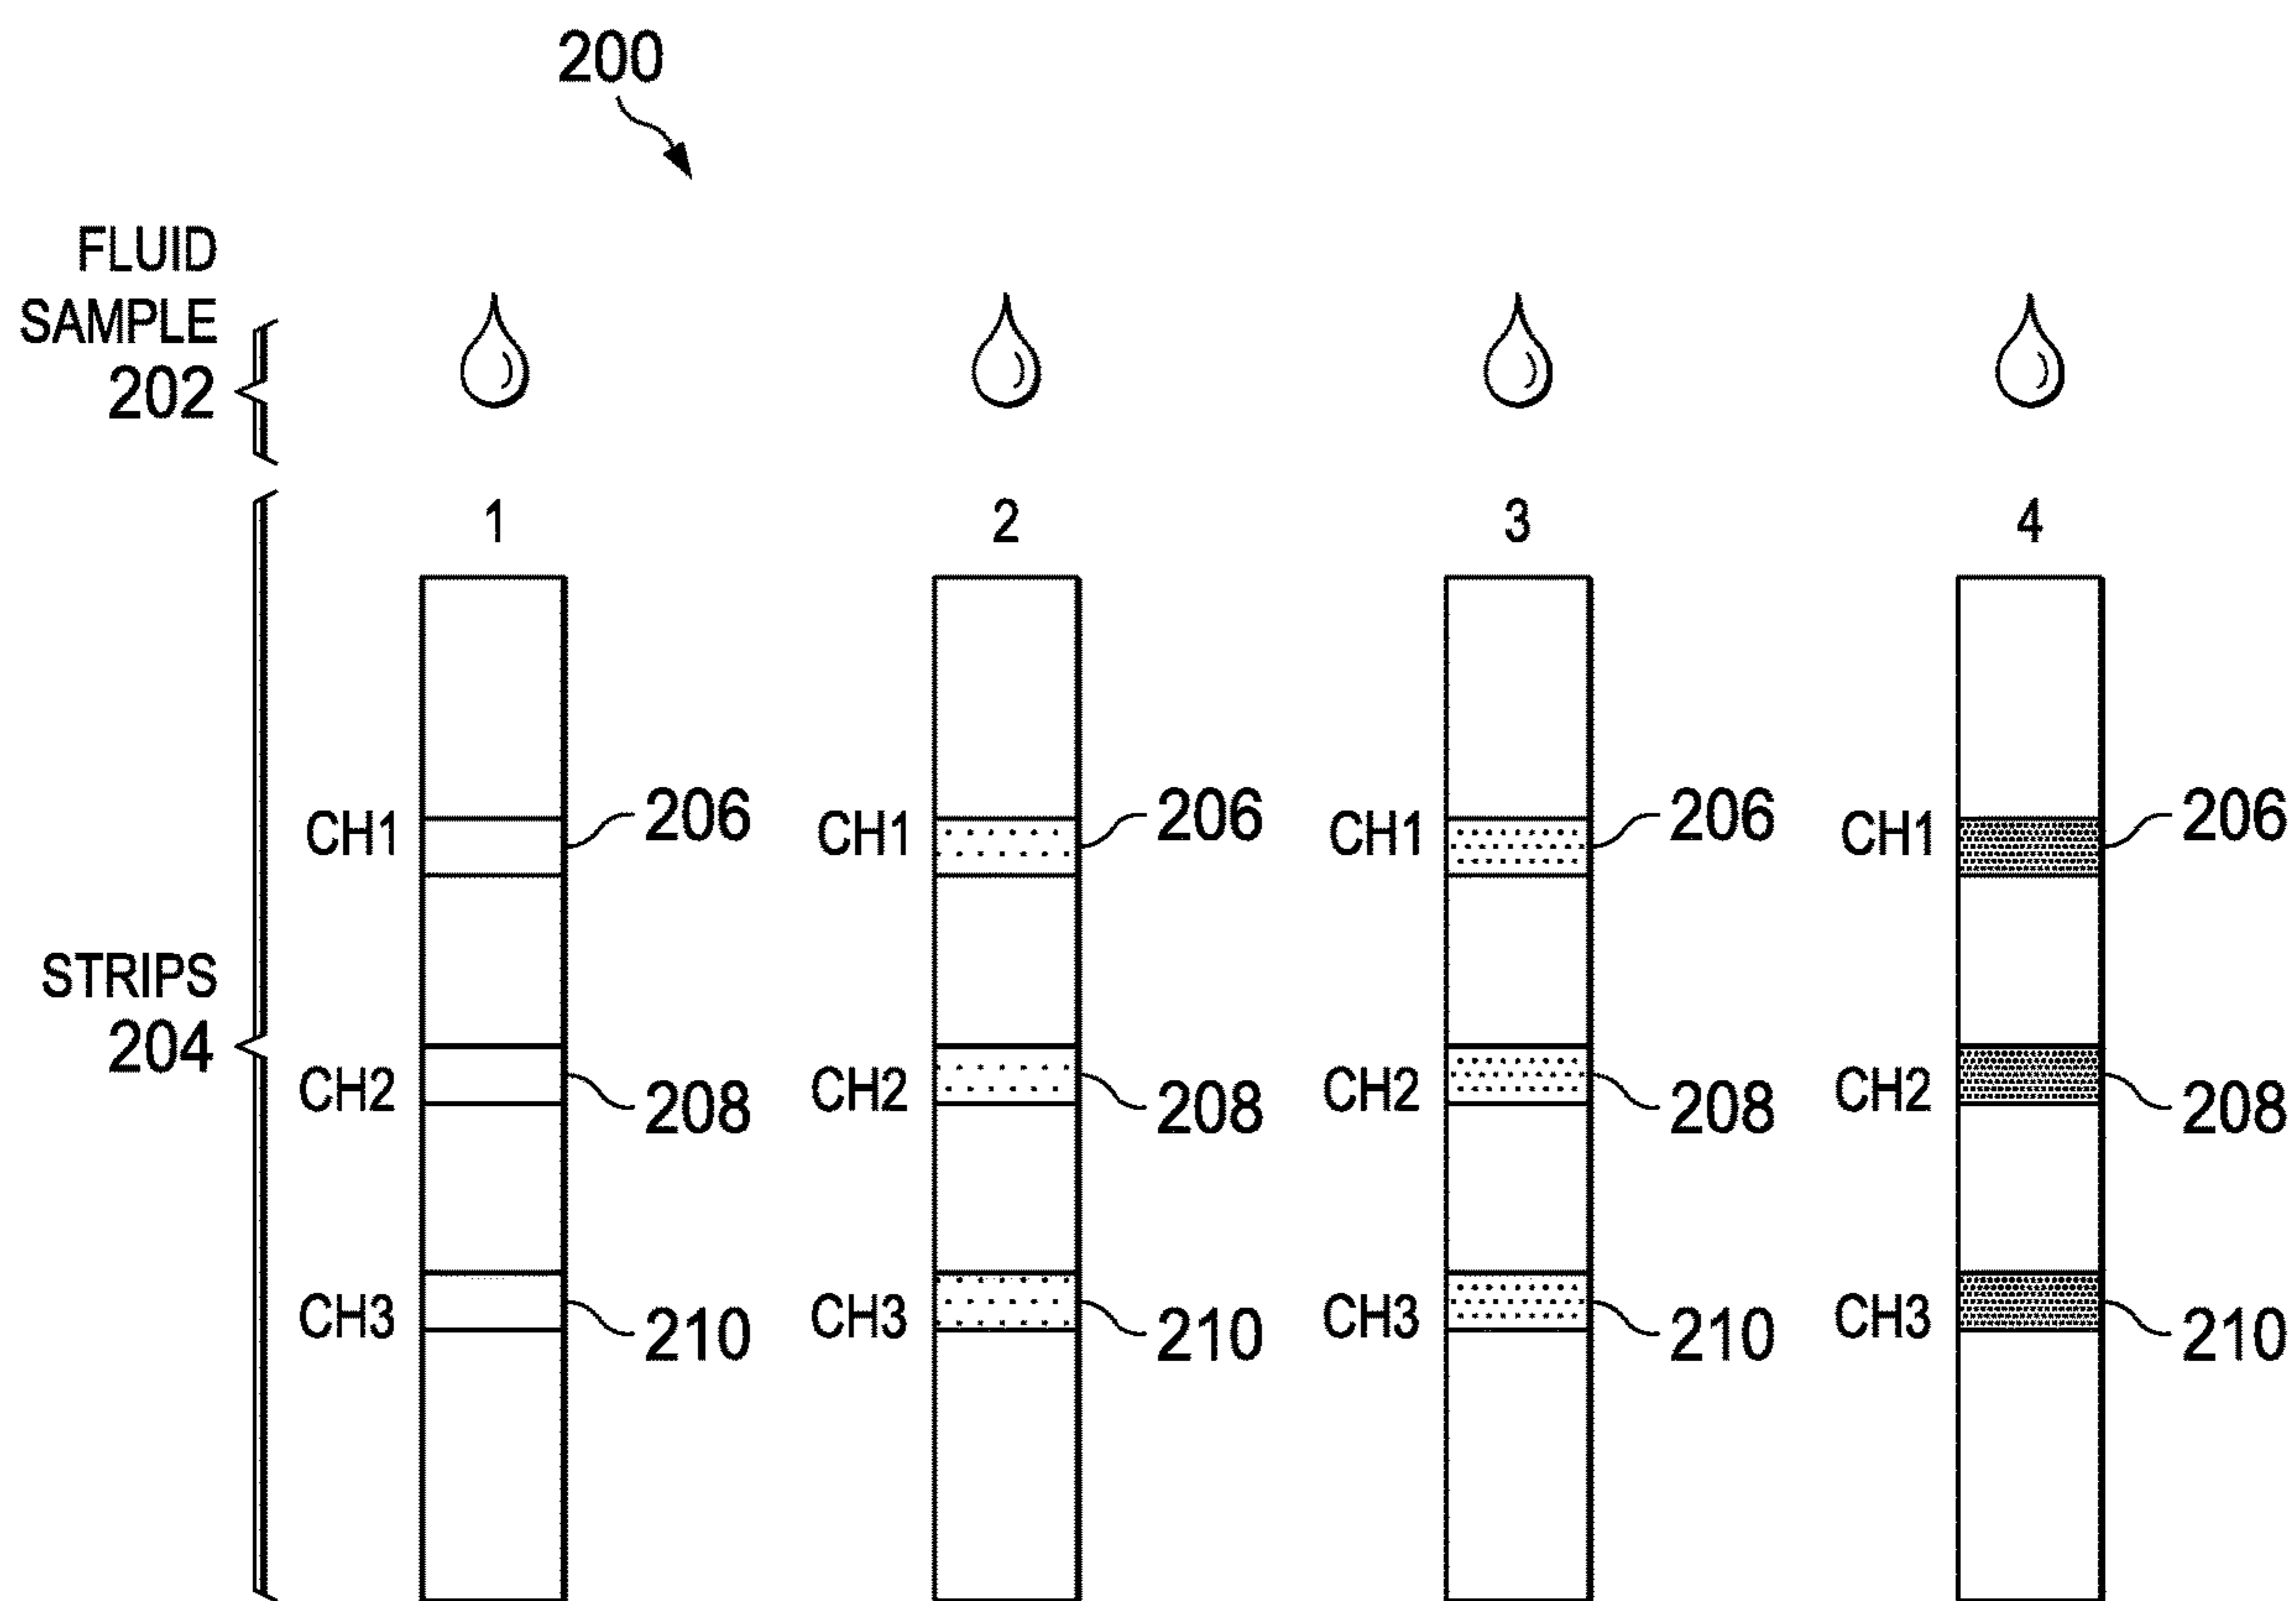 200
FLUID
SAMPLE
202
1 2 3 4
CH1 206 CH1 206 CH1 206 CH1 206
STRIPS
204
CH2 208 CH2 208 CH2 208 CH2 208
CH3 210 CH3 210 CH3 210 CH3 210